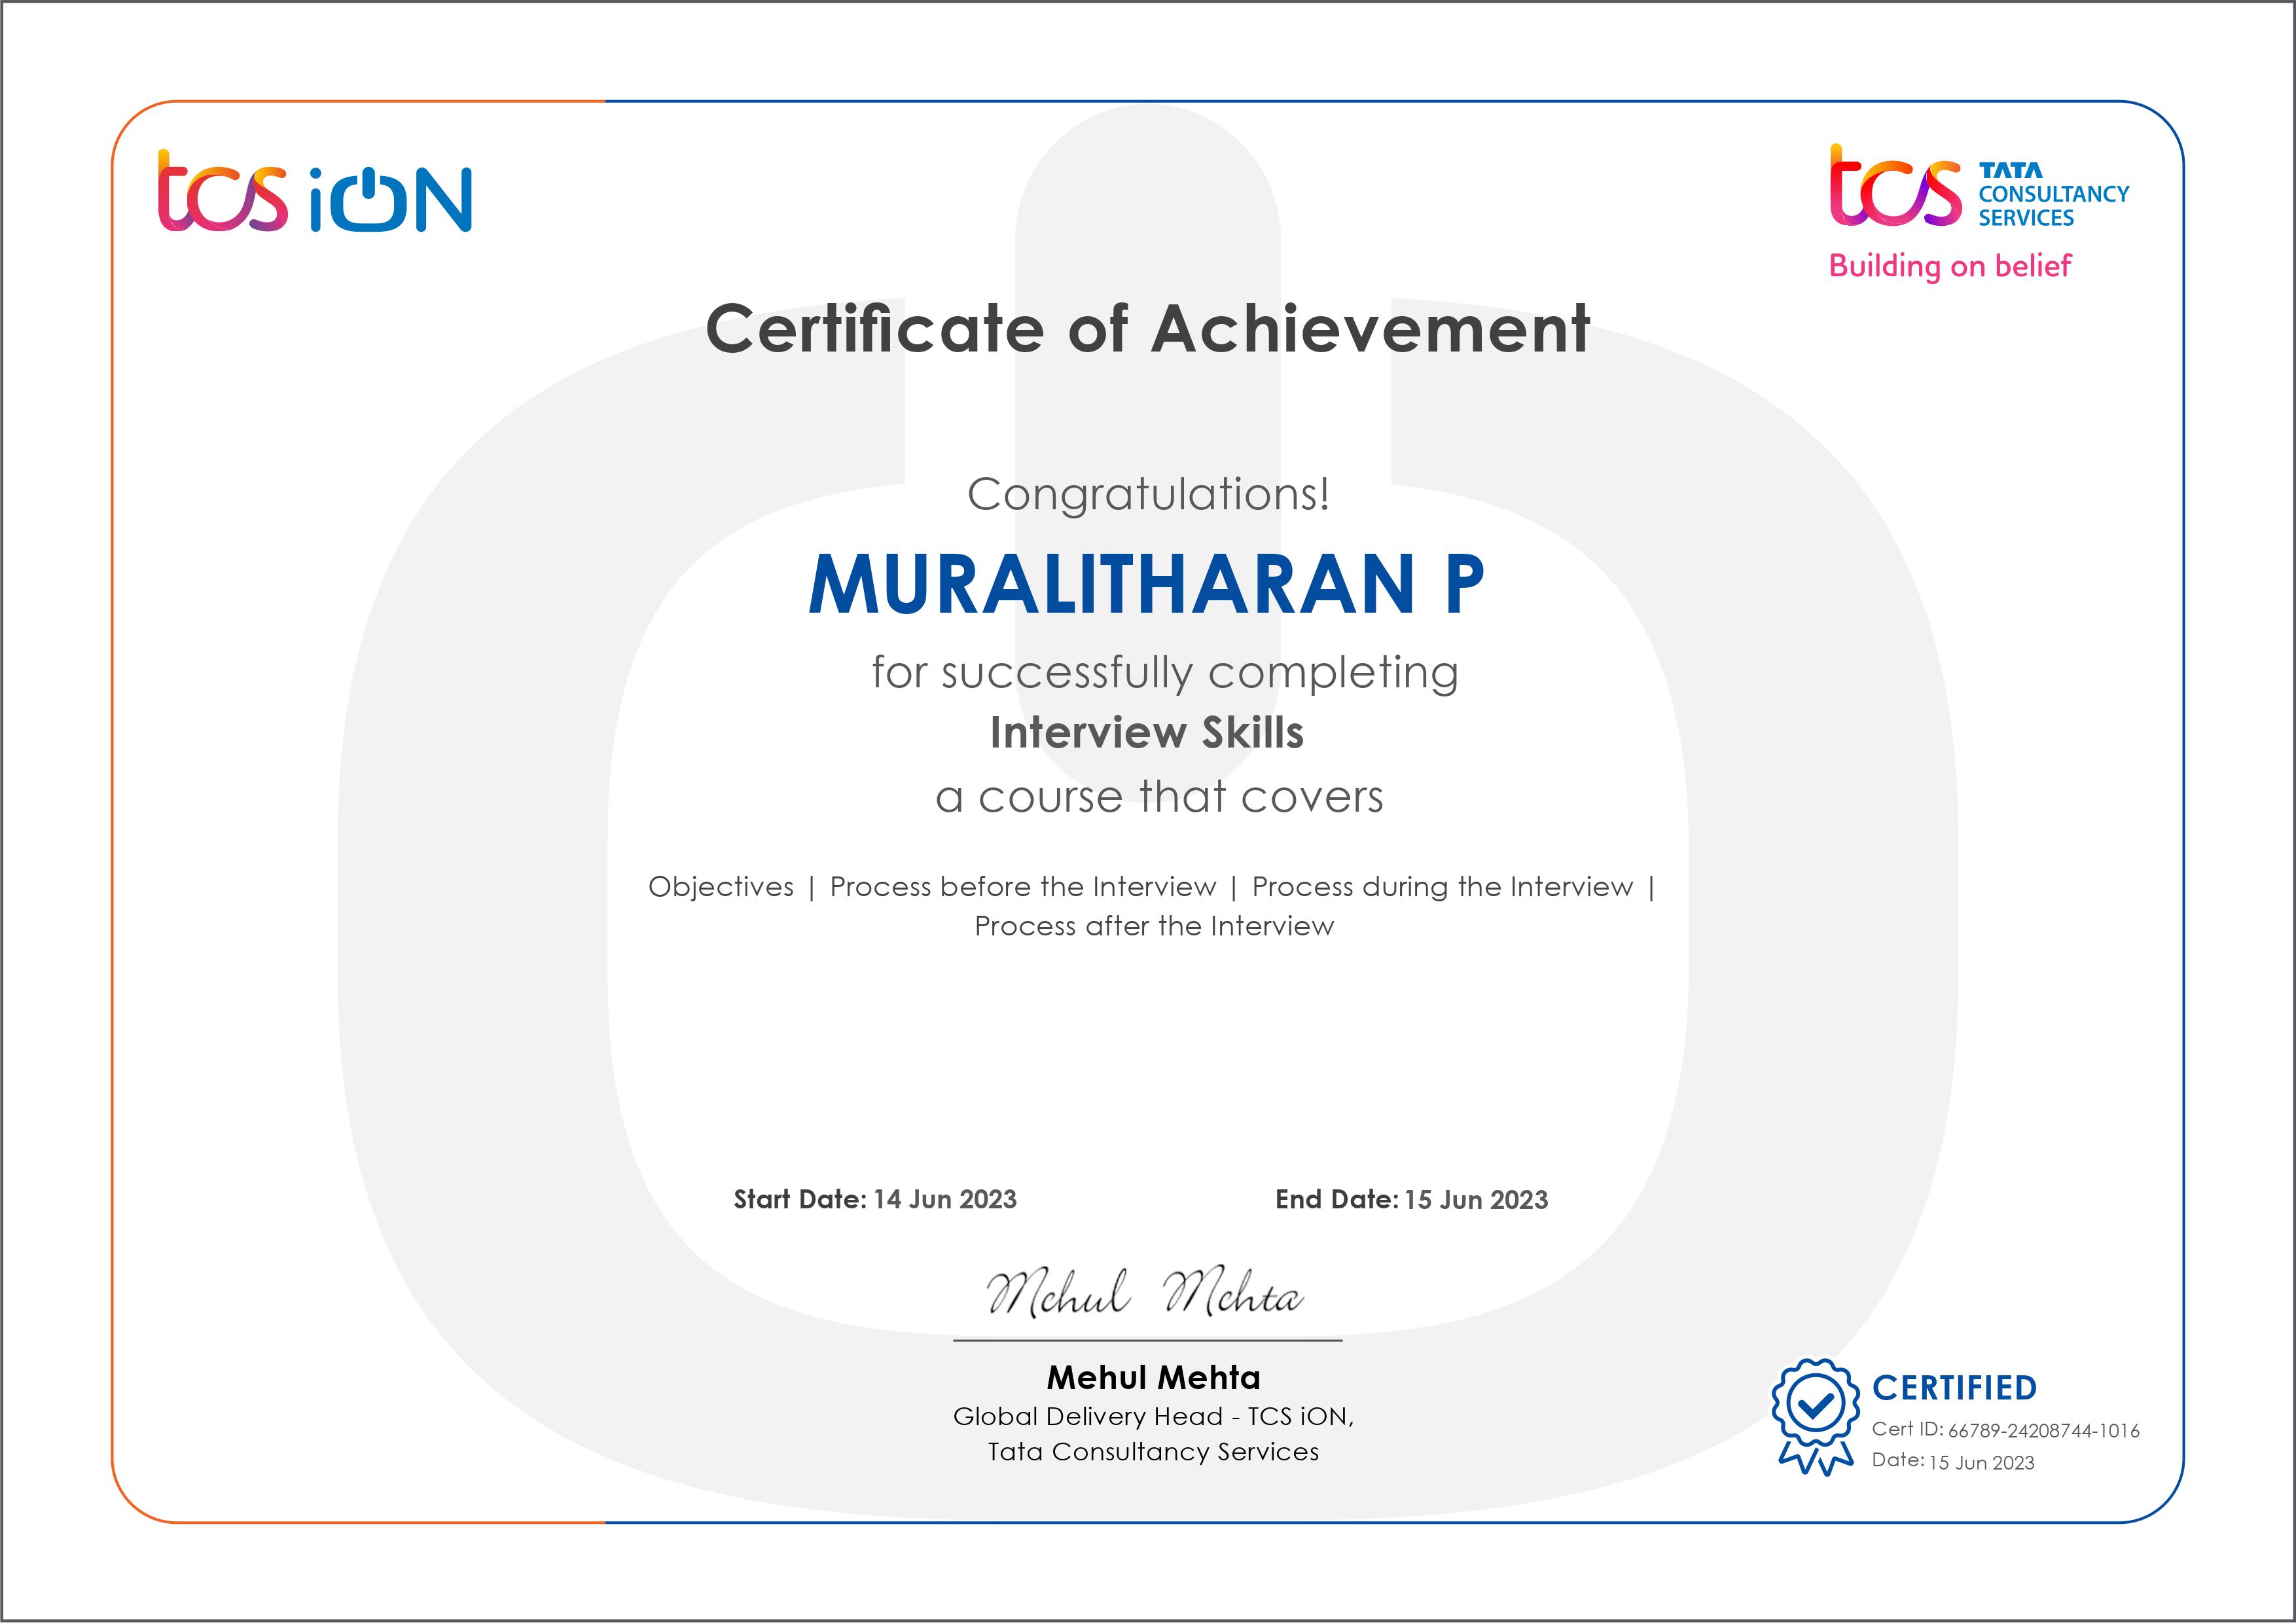 tcs iON
tcs TATA
CONSULTANCY
SERVICES
Building on belief
Certificate of Achievement
Congratulations!
MURALITHARAN P
for successfully completing
Interview Skills
a course that covers
Objectives | Process before the Interview | Process during the Interview |
Process after the Interview
Start Date: 14 Jun 2023
End Date: 15 Jun 2023
Mehul Mehta
Mehul Mehta
Global Delivery Head - TCS iON,
Tata Consultancy Services
CERTIFIED
Cert ID: 66789-24208744-1016
Date: 15 Jun 2023